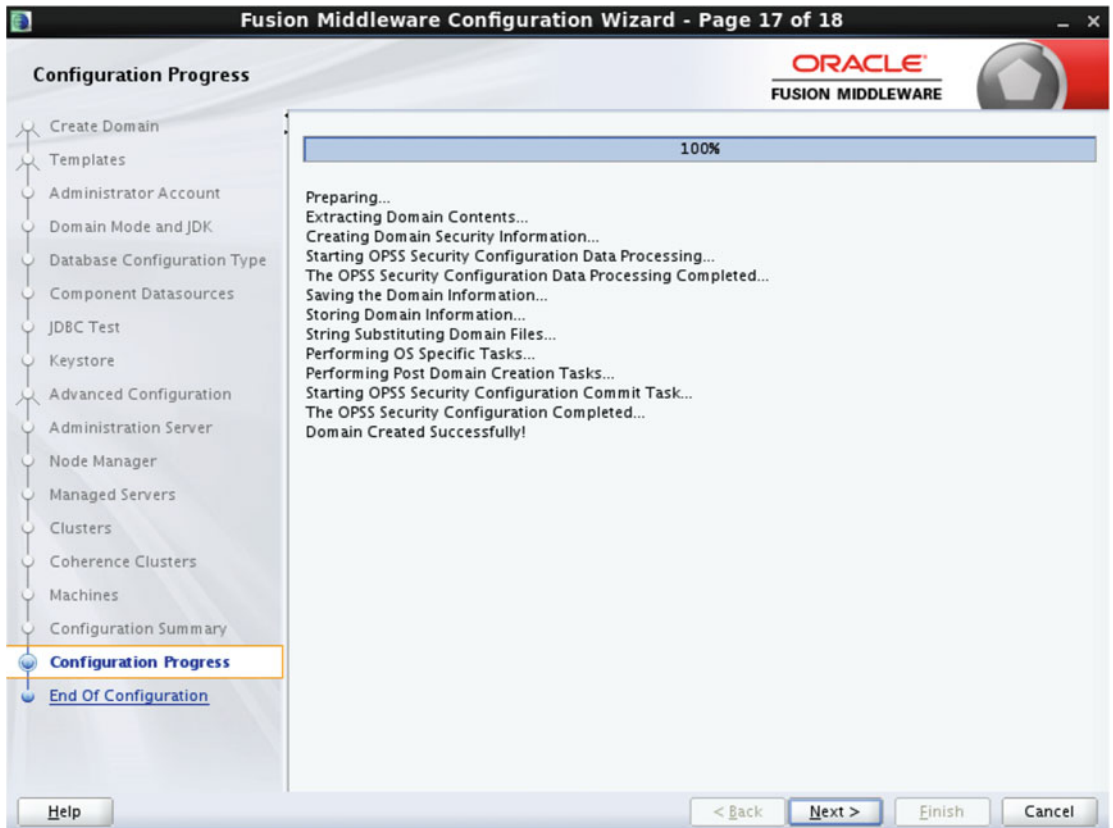 Fusion Middleware Configuration Wizard - Page 17 of 18
Configuration Progress
ORACLE
FUSION MIDDLEWARE
Create Domain
Templates
Administrator Account
Domain Mode and JDK
Database Configuration Type
Component Datasources
JDBC Test
Keystore
Advanced Configuration
Administration Server
Node Manager
Managed Servers
Clusters
Coherence Clusters
Machines
Configuration Summary
Configuration Progress
End Of Configuration
100%
Preparing...
Extracting Domain Contents...
Creating Domain Security Information...
Starting OPSS Security Configuration Data Processing...
The OPSS Security Configuration Data Processing Completed...
Saving the Domain Information...
Storing Domain Information...
String Substituting Domain Files...
Performing OS Specific Tasks...
Performing Post Domain Creation Tasks...
Starting OPSS Security Configuration Commit Task...
The OPSS Security Configuration Completed...
Domain Created Successfully!
Help
< Back
Next >
Finish
Cancel